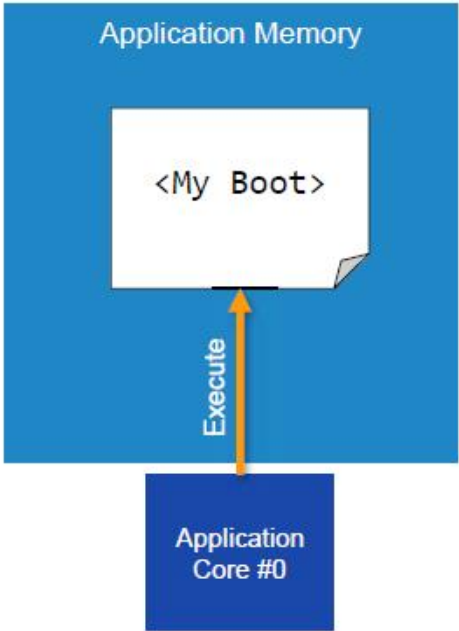 Application Memory
<My Boot>
Execute
Application
Core #0